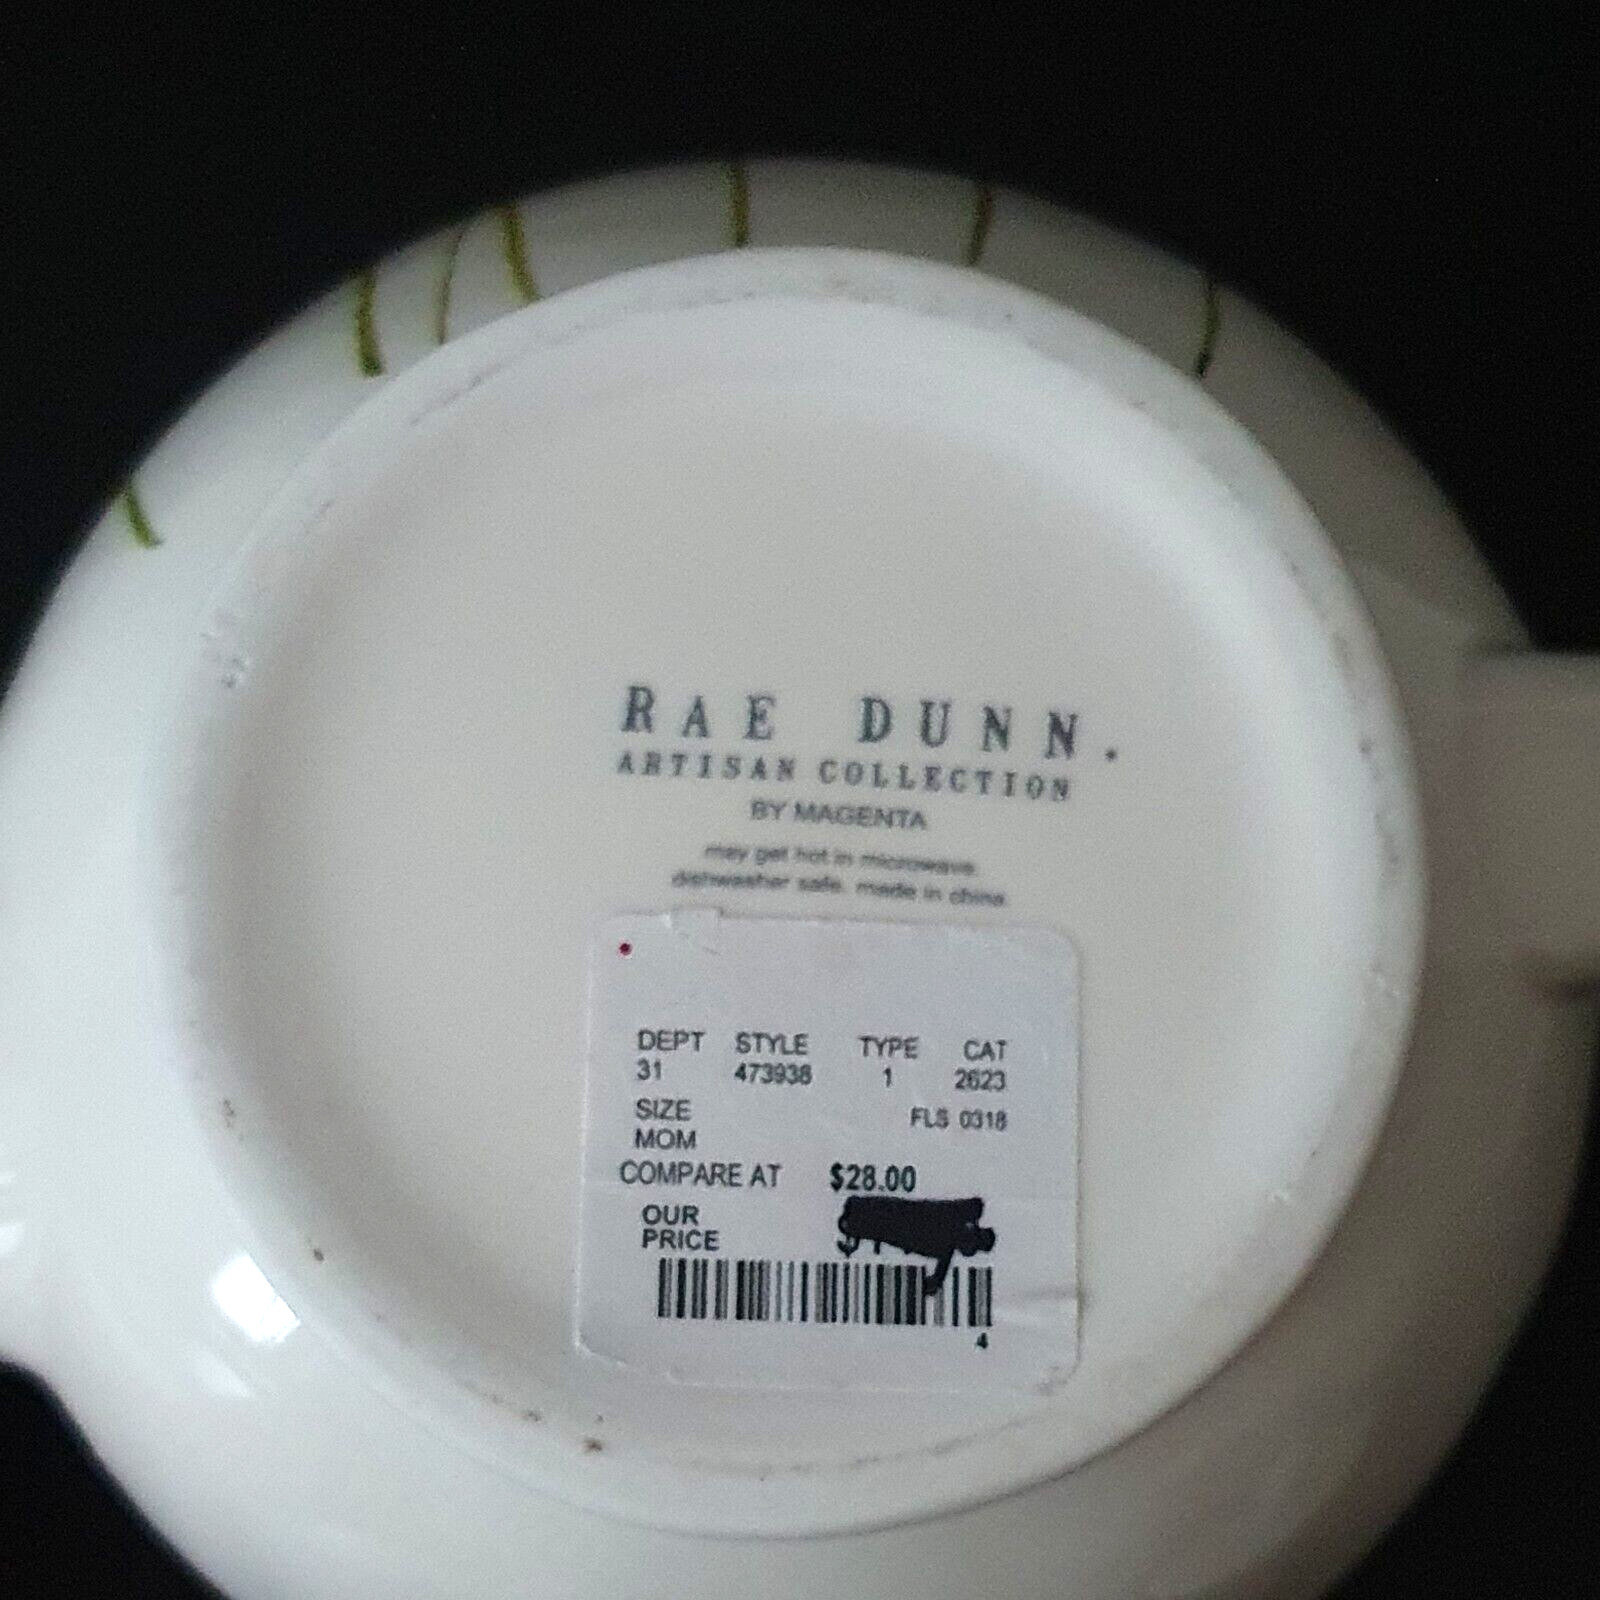 RAE DUNN.
ARTISAN COLLECTION
BY MAGENTA
may get hot in microwave.
dishwasher safe. made in china.
DEPT STYLE TYPE CAT
31 473938 1 2623
SIZE FLS 0318
MOM
COMPARE AT $28.00
OUR
PRICE
4